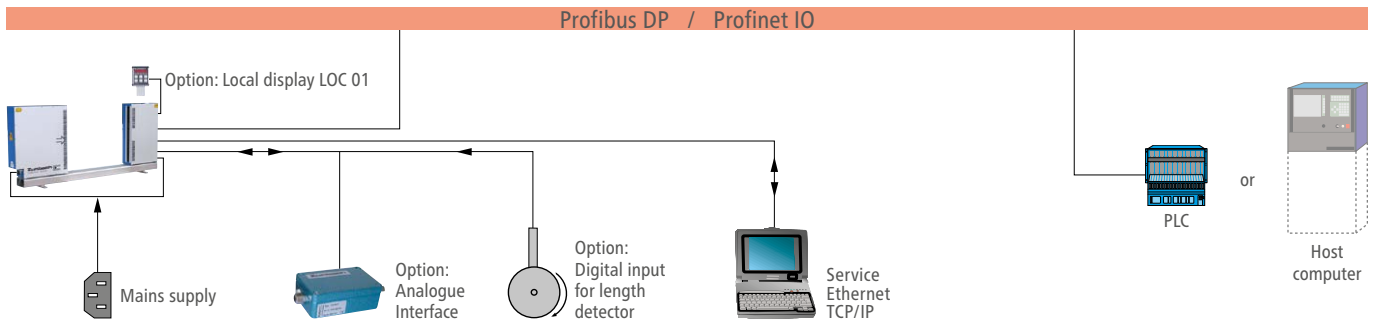 Profibus DP / Profinet IO
Option: Local display LOC 01
Mains supply
Option:
Analogue
Interface
Option:
Digital input
for length
detector
Service
Ethernet
TCP/IP
PLC
or
Host
computer